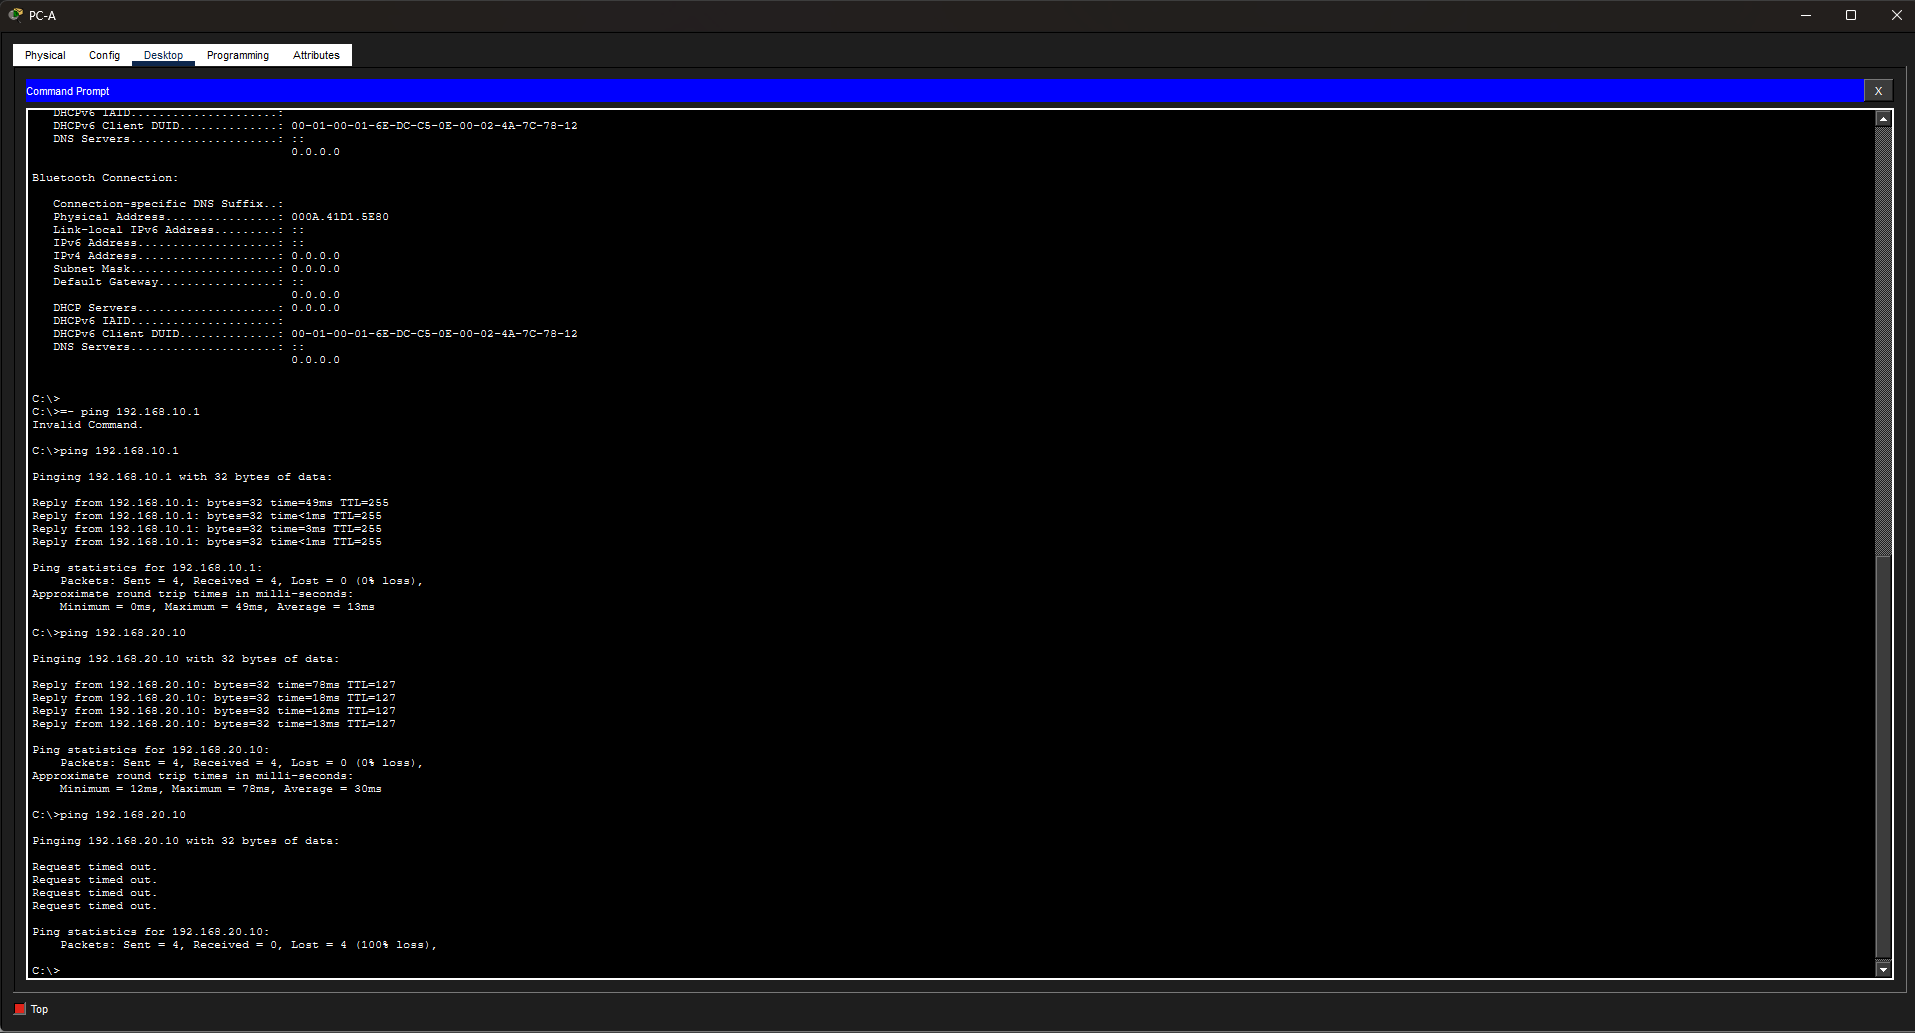 PC-A
Physical Config Desktop Programming Attributes
Command Prompt
X
DHCPv6 IAID.....................:
DHCPv6 Client DUID..............: 00-01-00-01-6E-DC-C5-0E-00-02-4A-7C-78-12
DNS Servers.....................: ::
0.0.0.0
Bluetooth Connection:
Connection-specific DNS Suffix..:
Physical Address................: 000A.41D1.5E80
Link-local IPv6 Address.........: ::
IPv6 Address....................: ::
IPv4 Address....................: 0.0.0.0
Subnet Mask.....................: 0.0.0.0
Default Gateway.................: ::
0.0.0.0
DHCP Servers....................: 0.0.0.0
DHCPv6 IAID.....................:
DHCPv6 Client DUID..............: 00-01-00-01-6E-DC-C5-0E-00-02-4A-7C-78-12
DNS Servers.....................: ::
0.0.0.0
C:\>
C:\>=- ping 192.168.10.1
Invalid Command.
C:\>ping 192.168.10.1
Pinging 192.168.10.1 with 32 bytes of data:
Reply from 192.168.10.1: bytes=32 time=49ms TTL=255
Reply from 192.168.10.1: bytes=32 time<1ms TTL=255
Reply from 192.168.10.1: bytes=32 time=3ms TTL=255
Reply from 192.168.10.1: bytes=32 time<1ms TTL=255
Ping statistics for 192.168.10.1:
Packets: Sent = 4, Received = 4, Lost = 0 (0% loss),
Approximate round trip times in milli-seconds:
Minimum = 0ms, Maximum = 49ms, Average = 13ms
C:\>ping 192.168.20.10
Pinging 192.168.20.10 with 32 bytes of data:
Reply from 192.168.20.10: bytes=32 time=78ms TTL=127
Reply from 192.168.20.10: bytes=32 time=18ms TTL=127
Reply from 192.168.20.10: bytes=32 time=12ms TTL=127
Reply from 192.168.20.10: bytes=32 time=13ms TTL=127
Ping statistics for 192.168.20.10:
Packets: Sent = 4, Received = 4, Lost = 0 (0% loss),
Approximate round trip times in milli-seconds:
Minimum = 12ms, Maximum = 78ms, Average = 30ms
C:\>ping 192.168.20.10
Pinging 192.168.20.10 with 32 bytes of data:
Request timed out.
Request timed out.
Request timed out.
Request timed out.
Ping statistics for 192.168.20.10:
Packets: Sent = 4, Received = 0, Lost = 4 (100% loss),
C:\>
Top